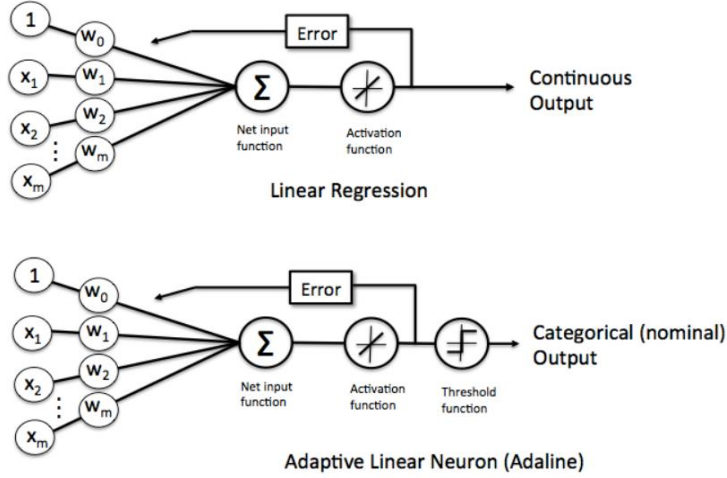 1
w0
Error
x1
w1
Σ
Continuous
Output
x2
w2
Net input
function
Activation
function
⋮
wm
xm
Linear Regression
1
w0
Error
x1
w1
Σ
Categorical (nominal)
Output
x2
w2
Net input
function
Activation
function
Threshold
function
⋮
wm
xm
Adaptive Linear Neuron (Adaline)